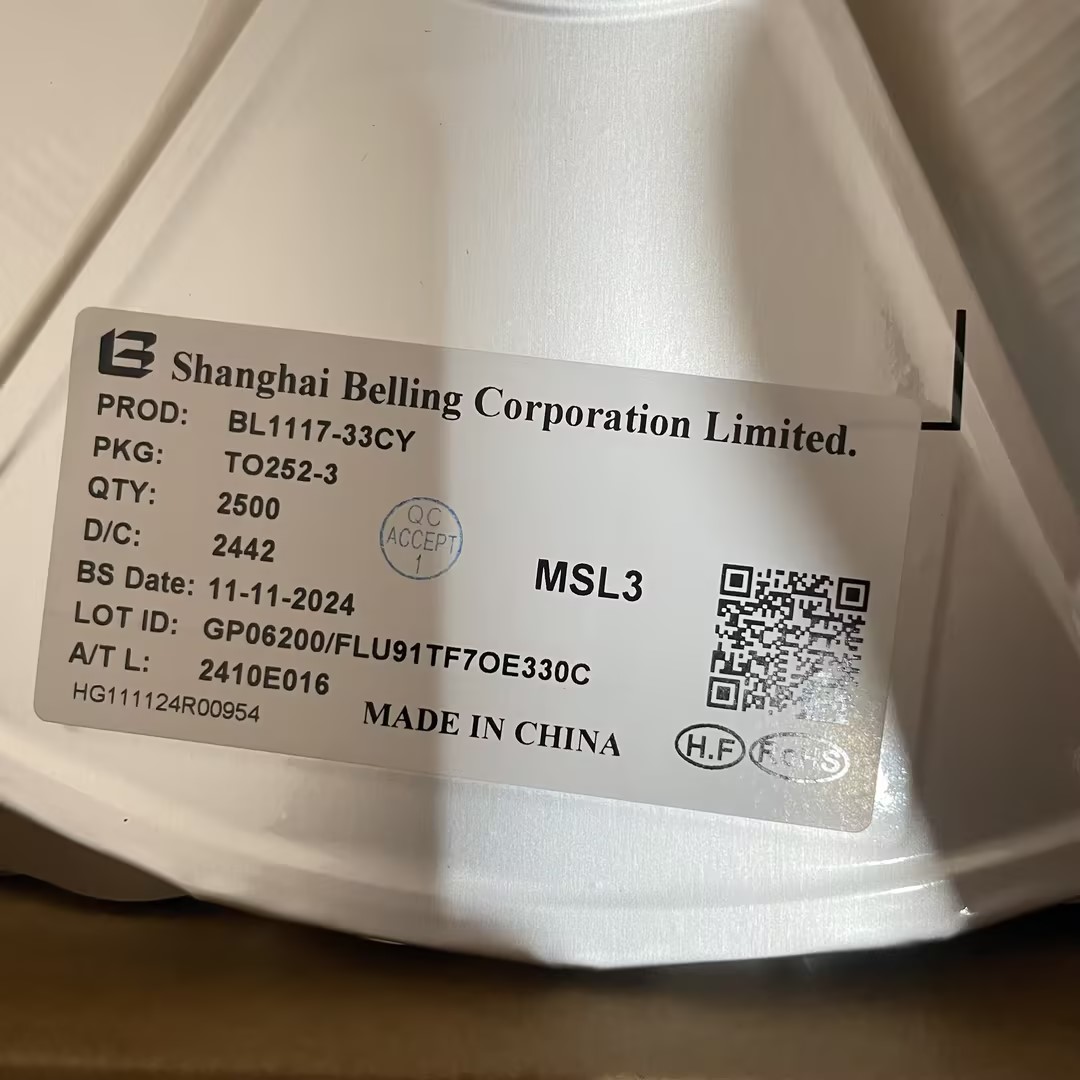 Shanghai Belling Corporation Limited.
PROD: BL1117-33CY
PKG: TO252-3
QTY: 2500
D/C: 2442
QC
ACCEPT
1
MSL3
BS Date: 11-11-2024
LOT ID: GP06200/FLU91TF7OE330C
A/T L: 2410E016
HG111124R00954
MADE IN CHINA
H.F
RoHS